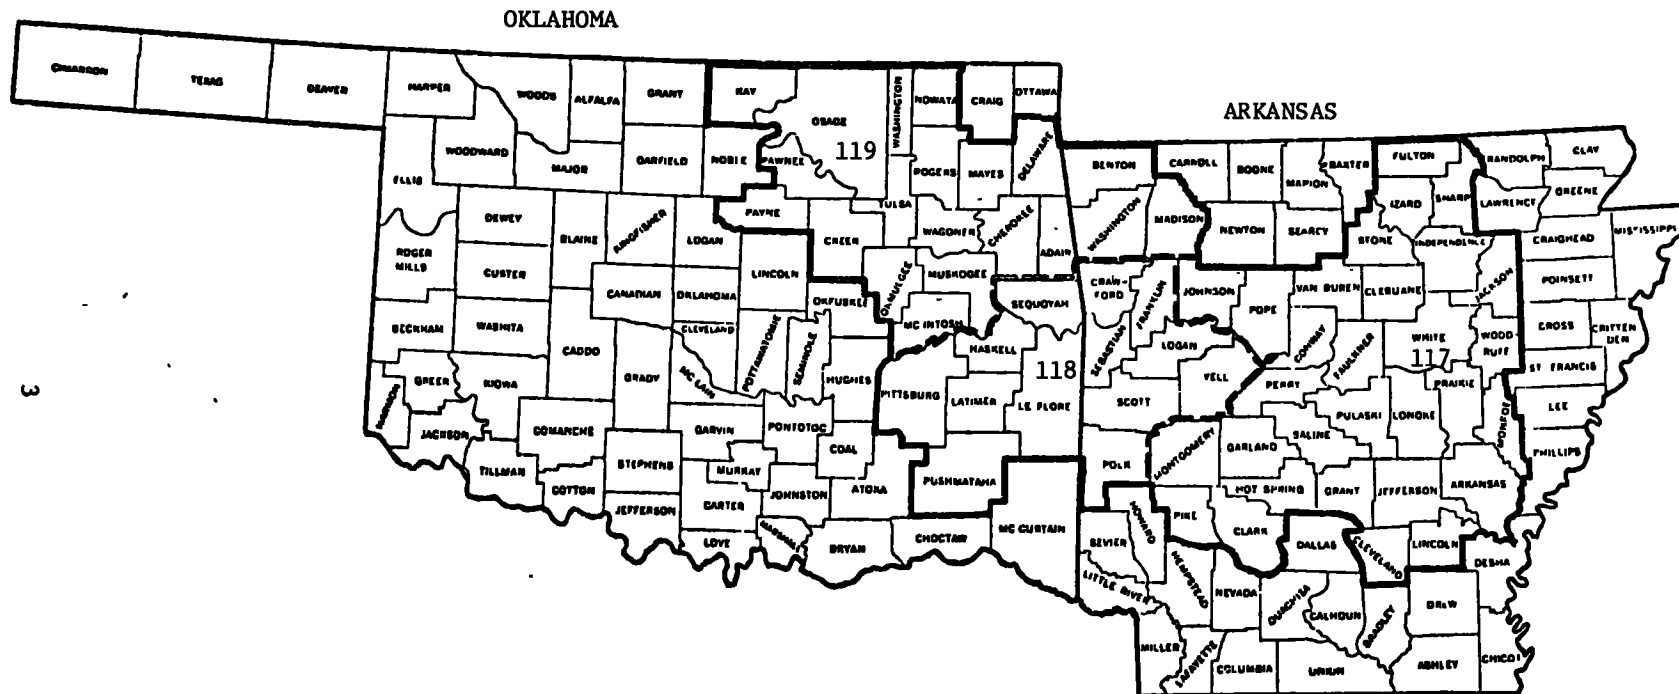 OKLAHOMA
ARKANSAS
CIMARRON
TEXAS
BEAVER
HARPER
WOODS
ALFALFA
GRANT
KAY
OSAGE
WASHINGTON
NOWATA
CRAIG
OTTAWA
WOODWARD
MAJOR
GARFIELD
NOBLE
PAWNEE
119
ROGERS
MAYES
DELAWARE
ELLIS
DEWEY
BLAINE
KINGFISHER
LOGAN
PAYNE
CREEK
TULSA
WAGONER
CHEROKEE
ADAIR
ROGER
MILLS
CUSTER
CANADIAN
OKLAHOMA
LINCOLN
OKFUSKEE
OKMULGEE
MUSKOGEE
SEQUOYAH
BECKHAM
WASHITA
CADDO
CLEVELAND
POTTAWATOMIE
SEMINOLE
MC INTOSH
HASKELL
GREER
KIOWA
GRADY
MC LAIN
HUGHES
PITTSBURG
LATIMER
LE FLORE
118
HARMON
JACKSON
COMANCHE
GARVIN
PONTOTOC
COAL
TILLMAN
COTTON
STEPHENS
MURRAY
JOHNSTON
ATOKA
PUSHMATAHA
JEFFERSON
CARTER
LOVE
MARSHALL
BRYAN
CHOCTAW
MC CURTAIN
BENTON
CARROLL
BOONE
MARION
BAXTER
FULTON
RANDOLPH
CLAY
WASHINGTON
MADISON
NEWTON
SEARCY
IZARD
SHARP
LAWRENCE
GREENE
STONE
INDEPENDENCE
CRAIGHEAD
MISSISSIPPI
CRAW-
FORD
FRANKLIN
JOHNSON
POPE
VAN BUREN
CLEBURNE
JACKSON
POINSETT
SEBASTIAN
LOGAN
CONWAY
FAULKNER
WHITE
117
WOOD
RUFF
CROSS
CRITTEN
DEN
SCOTT
YELL
PERRY
PRAIRIE
ST FRANCIS
PULASKI
LONOKE
MONROE
LEE
POLK
MONTGOMERY
GARLAND
SALINE
PHILLIPS
HOT SPRING
GRANT
JEFFERSON
ARKANSAS
SEVIER
HOWARD
PIKE
CLARK
DALLAS
CLEVELAND
LINCOLN
DESHA
LITTLE RIVER
HEMPSTEAD
NEVADA
OUACHITA
CALHOUN
BRADLEY
DREW
MILLER
LAFAYETTE
COLUMBIA
UNION
ASHLEY
CHICOT
3